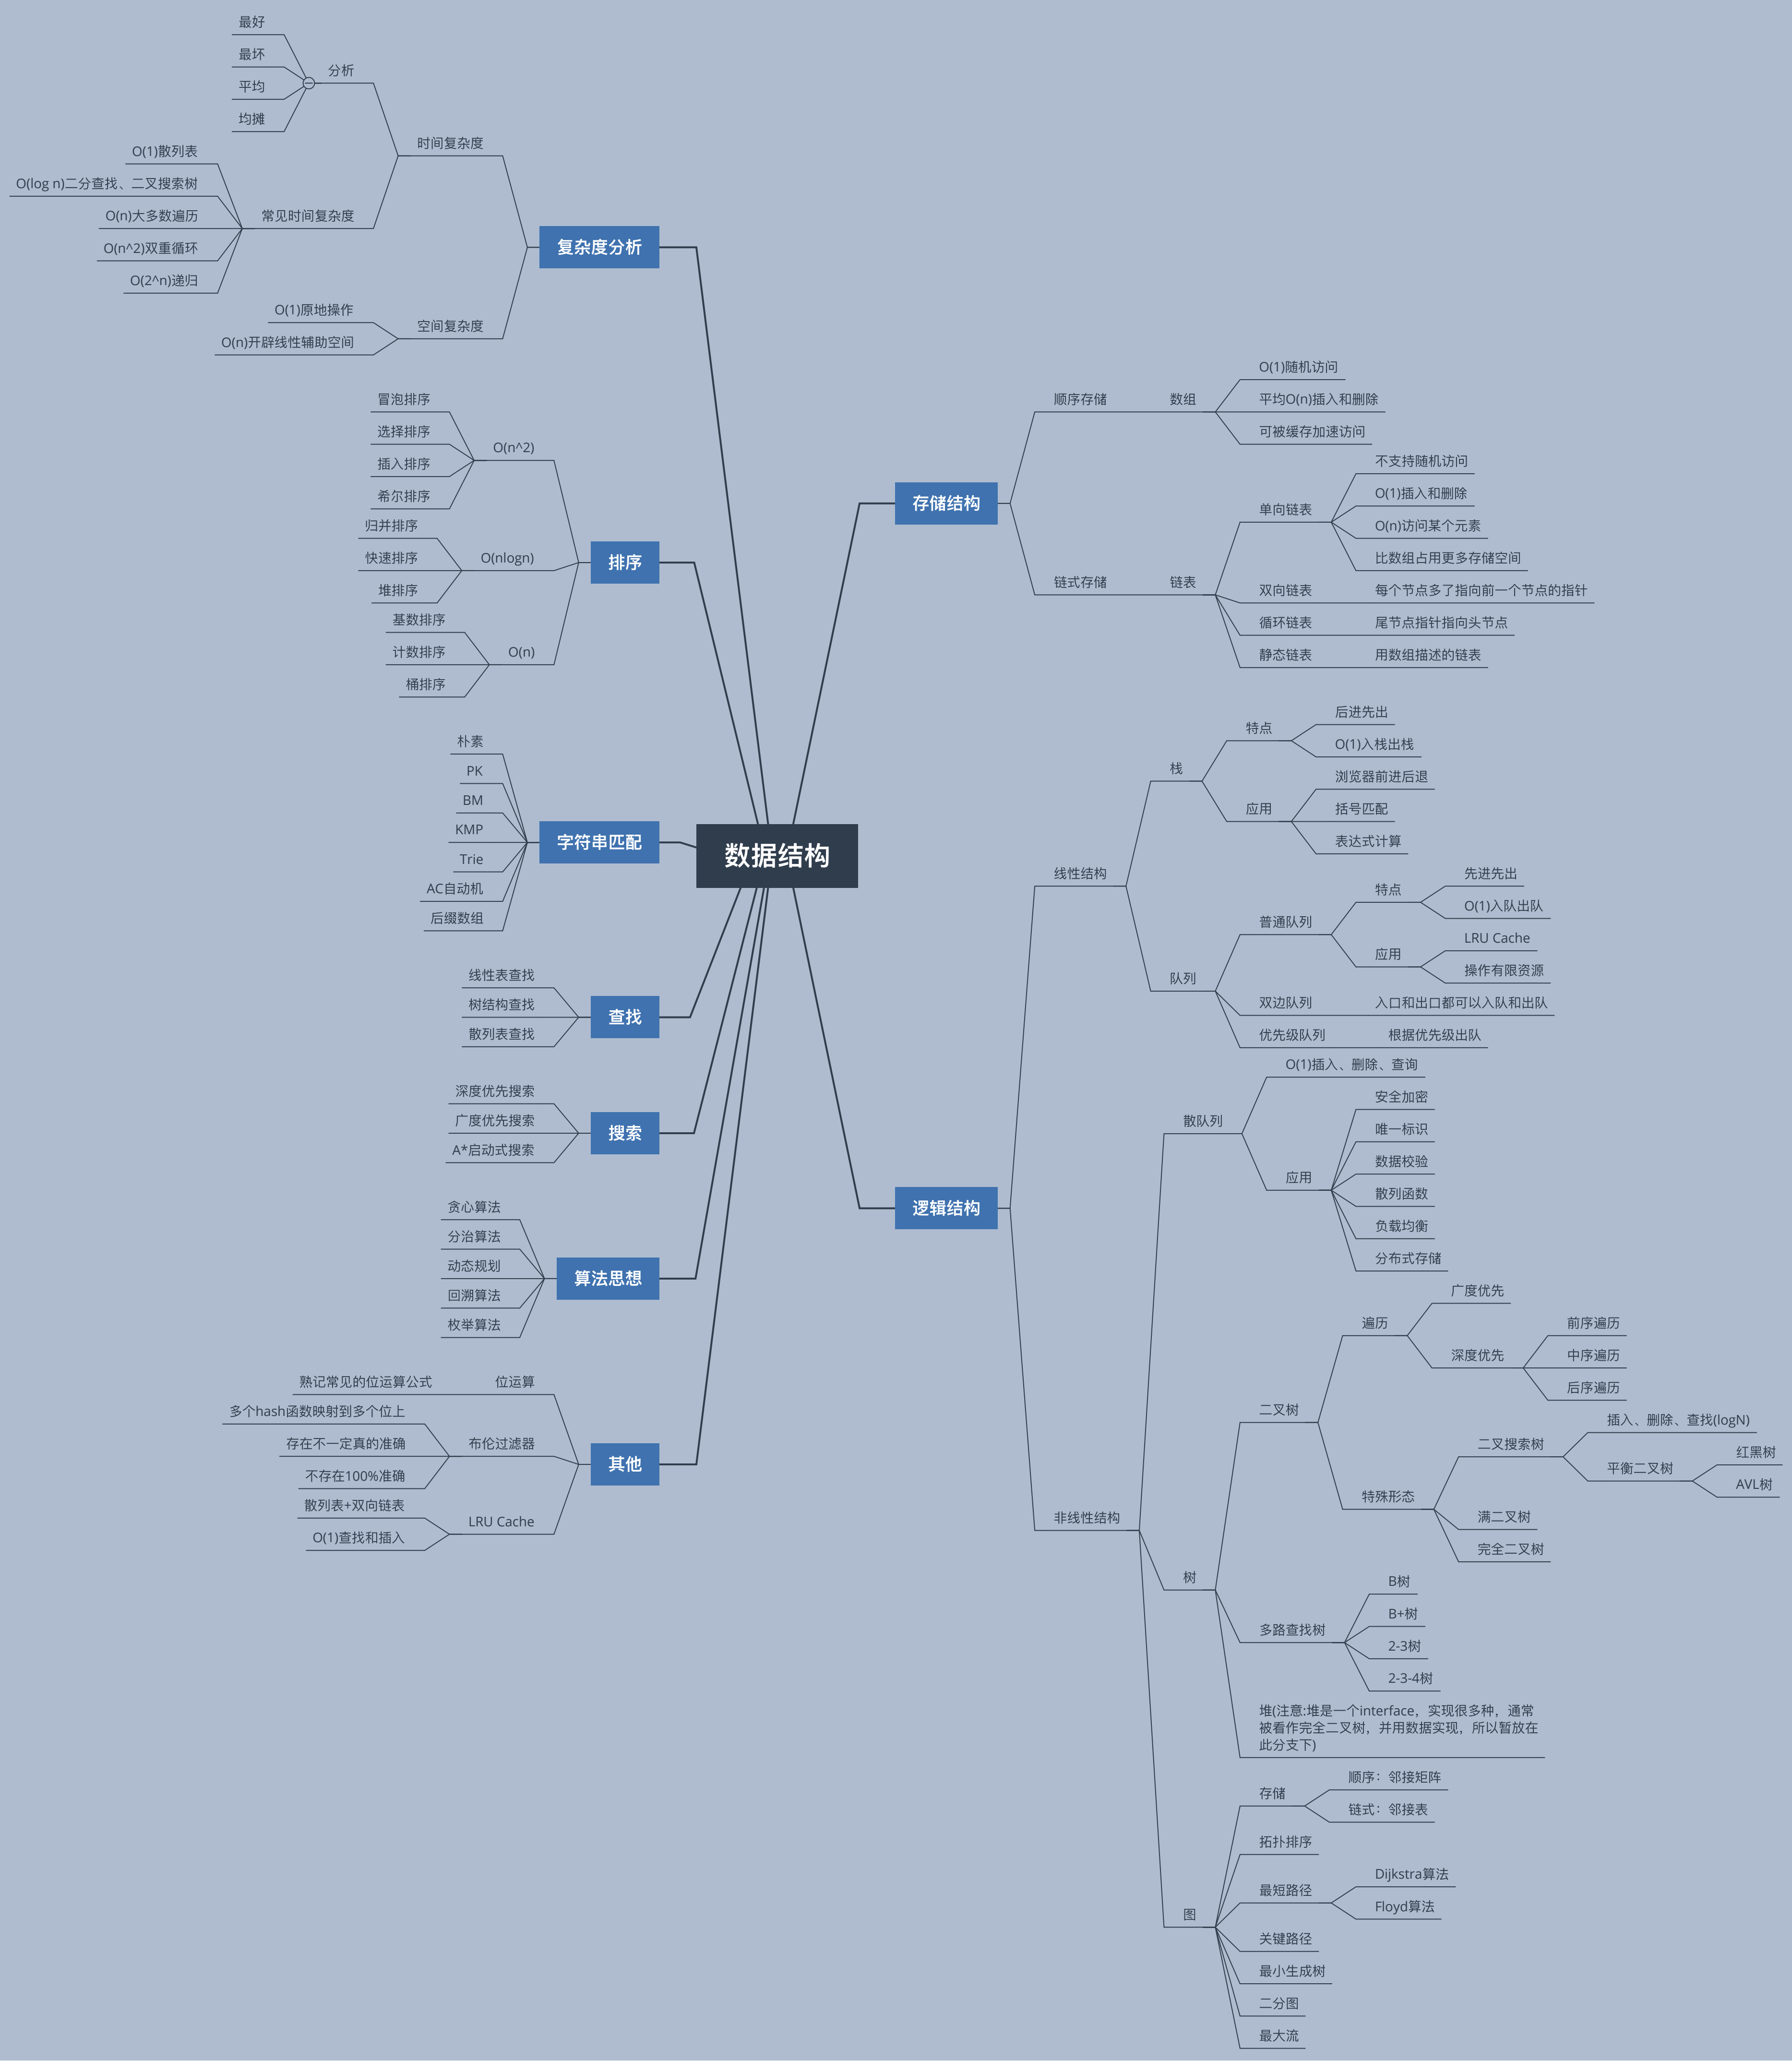 数据结构
复杂度分析
时间复杂度
分析
最好
最坏
平均
均摊
常见时间复杂度
O(1)散列表
O(log n)二分查找、二叉搜索树
O(n)大多数遍历
O(n^2)双重循环
O(2^n)递归
空间复杂度
O(1)原地操作
O(n)开辟线性辅助空间
排序
O(n^2)
冒泡排序
选择排序
插入排序
希尔排序
O(nlogn)
归并排序
快速排序
堆排序
O(n)
基数排序
计数排序
桶排序
字符串匹配
朴素
PK
BM
KMP
Trie
AC自动机
后缀数组
查找
线性表查找
树结构查找
散列表查找
搜索
深度优先搜索
广度优先搜索
A*启动式搜索
算法思想
贪心算法
分治算法
动态规划
回溯算法
枚举算法
其他
位运算
熟记常见的位运算公式
布伦过滤器
多个hash函数映射到多个位上
存在不一定真的准确
不存在100%准确
LRU Cache
散列表+双向链表
O(1)查找和插入
存储结构
顺序存储
数组
O(1)随机访问
平均O(n)插入和删除
可被缓存加速访问
链式存储
链表
单向链表
不支持随机访问
O(1)插入和删除
O(n)访问某个元素
比数组占用更多存储空间
双向链表
每个节点多了指向前一个节点的指针
循环链表
尾节点指针指向头节点
静态链表
用数组描述的链表
逻辑结构
线性结构
栈
特点
后进先出
O(1)入栈出栈
应用
浏览器前进后退
括号匹配
表达式计算
队列
普通队列
特点
先进先出
O(1)入队出队
应用
LRU Cache
操作有限资源
双边队列
入口和出口都可以入队和出队
优先级队列
根据优先级出队
非线性结构
散队列
O(1)插入、删除、查询
应用
安全加密
唯一标识
数据校验
散列函数
负载均衡
分布式存储
树
二叉树
遍历
广度优先
深度优先
前序遍历
中序遍历
后序遍历
特殊形态
二叉搜索树
插入、删除、查找(logN)
平衡二叉树
红黑树
AVL树
满二叉树
完全二叉树
多路查找树
B树
B+树
2-3树
2-3-4树
堆(注意:堆是一个interface，实现很多种，通常
被看作完全二叉树，并用数据实现，所以暂放在
此分支下)
图
存储
顺序：邻接矩阵
链式：邻接表
拓扑排序
最短路径
Dijkstra算法
Floyd算法
关键路径
最小生成树
二分图
最大流